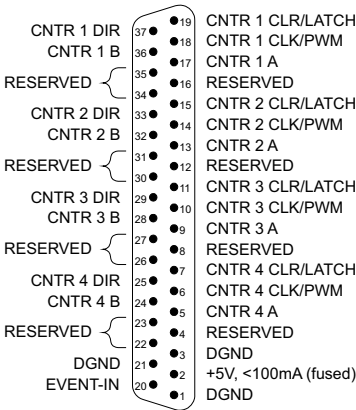 19 CNTR 1 CLR/LATCH
CNTR 1 DIR 37
18 CNTR 1 CLK/PWM
CNTR 1 B 36
17 CNTR 1 A
RESERVED 35 34
16 RESERVED
15 CNTR 2 CLR/LATCH
CNTR 2 DIR 33
14 CNTR 2 CLK/PWM
CNTR 2 B 32
13 CNTR 2 A
RESERVED 31 30
12 RESERVED
11 CNTR 3 CLR/LATCH
CNTR 3 DIR 29
10 CNTR 3 CLK/PWM
CNTR 3 B 28
9 CNTR 3 A
RESERVED 27 26
8 RESERVED
7 CNTR 4 CLR/LATCH
CNTR 4 DIR 25
6 CNTR 4 CLK/PWM
CNTR 4 B 24
5 CNTR 4 A
RESERVED 23 22
4 RESERVED
3 DGND
DGND 21
2 +5V, <100mA (fused)
EVENT-IN 20
1 DGND